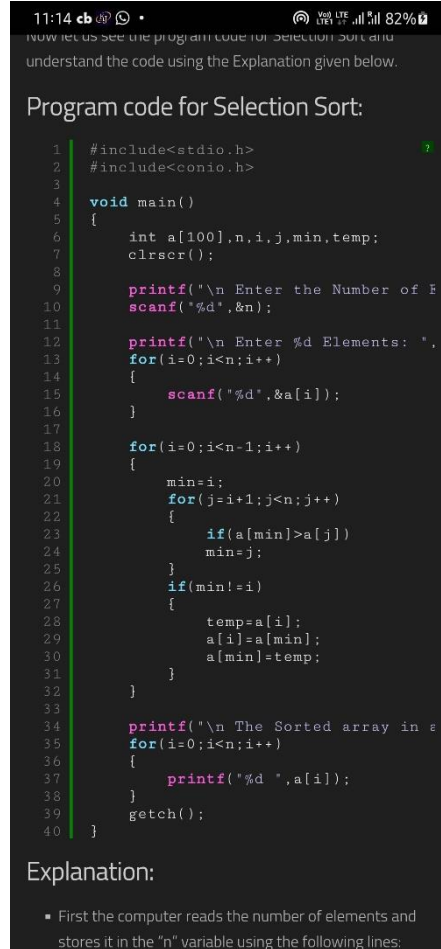 11:14 cb 82%
Now let us see the program code for Selection Sort and
understand the code using the Explanation given below.
Program code for Selection Sort:
1 #include<stdio.h> ?
2 #include<conio.h>
3
4 void main()
5 {
6 int a[100],n,i,j,min,temp;
7 clrscr();
8
9 printf("\n Enter the Number of E
10 scanf("%d",&n);
11
12 printf("\n Enter %d Elements: ",
13 for(i=0;i<n;i++)
14 {
15 scanf("%d",&a[i]);
16 }
17
18 for(i=0;i<n-1;i++)
19 {
20 min=i;
21 for(j=i+1;j<n;j++)
22 {
23 if(a[min]>a[j])
24 min=j;
25 }
26 if(min!=i)
27 {
28 temp=a[i];
29 a[i]=a[min];
30 a[min]=temp;
31 }
32 }
33
34 printf("\n The Sorted array in a
35 for(i=0;i<n;i++)
36 {
37 printf("%d ",a[i]);
38 }
39 getch();
40 }
Explanation:
▪ First the computer reads the number of elements and
stores it in the "n" variable using the following lines: